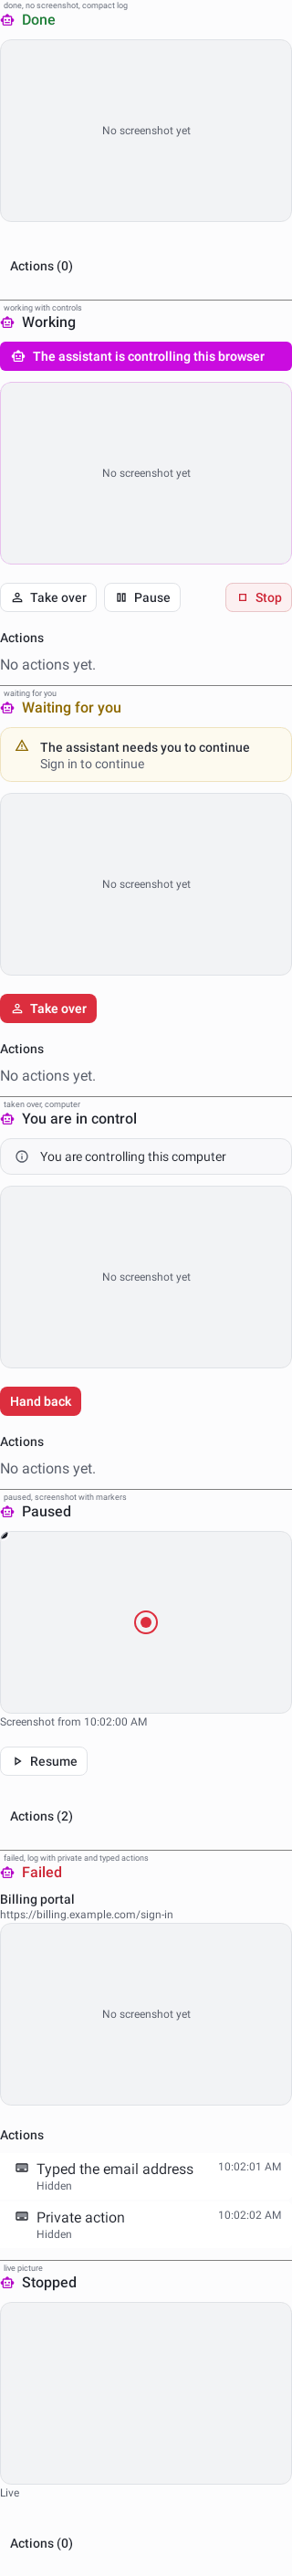 done, no screenshot, compact log
Done
No screenshot yet
Actions (0)
working with controls
Working
The assistant is controlling this browser
No screenshot yet
Take over
Pause
Stop
Actions
No actions yet.
waiting for you
Waiting for you
The assistant needs you to continue
Sign in to continue
No screenshot yet
Take over
Actions
No actions yet.
taken over, computer
You are in control
You are controlling this computer
No screenshot yet
Hand back
Actions
No actions yet.
paused, screenshot with markers
Paused
Screenshot from 10:02:00 AM
Resume
Actions (2)
failed, log with private and typed actions
Failed
Billing portal
https://billing.example.com/sign-in
No screenshot yet
Actions
Typed the email address 10:02:01 AM
Hidden
Private action 10:02:02 AM
Hidden
live picture
Stopped
Live
Actions (0)